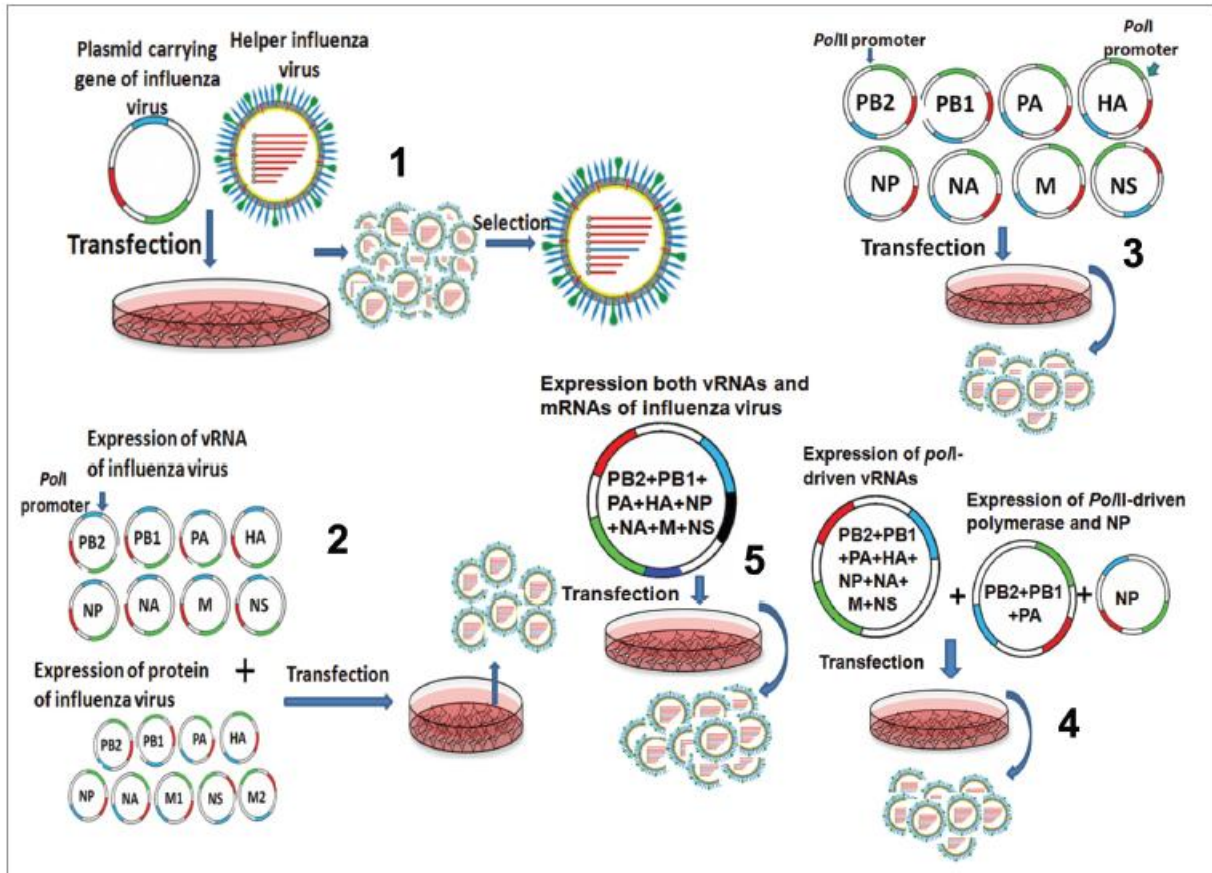 Plasmid carrying
gene of influenza
virus
Helper influenza
virus
1
Transfection
Selection
PolII promoter
PolI
promoter
PB2
PB1
PA
HA
NP
NA
M
NS
Transfection
3
Expression of vRNA
of influenza virus
PolI
promoter
PB2
PB1
PA
HA
2
NP
NA
M
NS
Expression of protein
of influenza virus
+
Transfection
PB2
PB1
PA
HA
NP
NA
M1
NS
M2
Expression both vRNAs and
mRNAs of influenza virus
PB2+PB1+
PA+HA+NP
+NA+M+NS
5
Transfection
Expression of polI-
driven vRNAs
PB2+PB1
+PA+HA+
NP+NA+
M+NS
+
Expression of PolII-driven
polymerase and NP
PB2+PB1
+PA
+
NP
Transfection
4